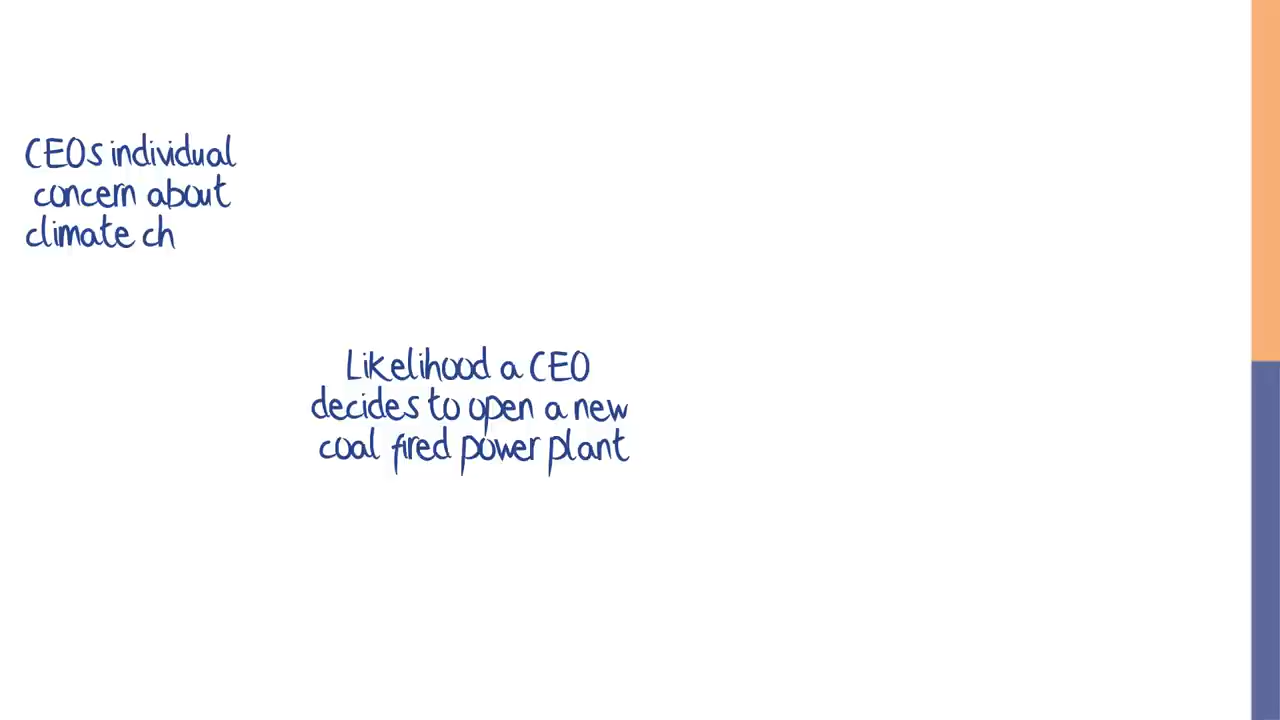 CEOs individual
concern about
climate ch
Likelihood a CEO
decides to open a new
coal fired power plant